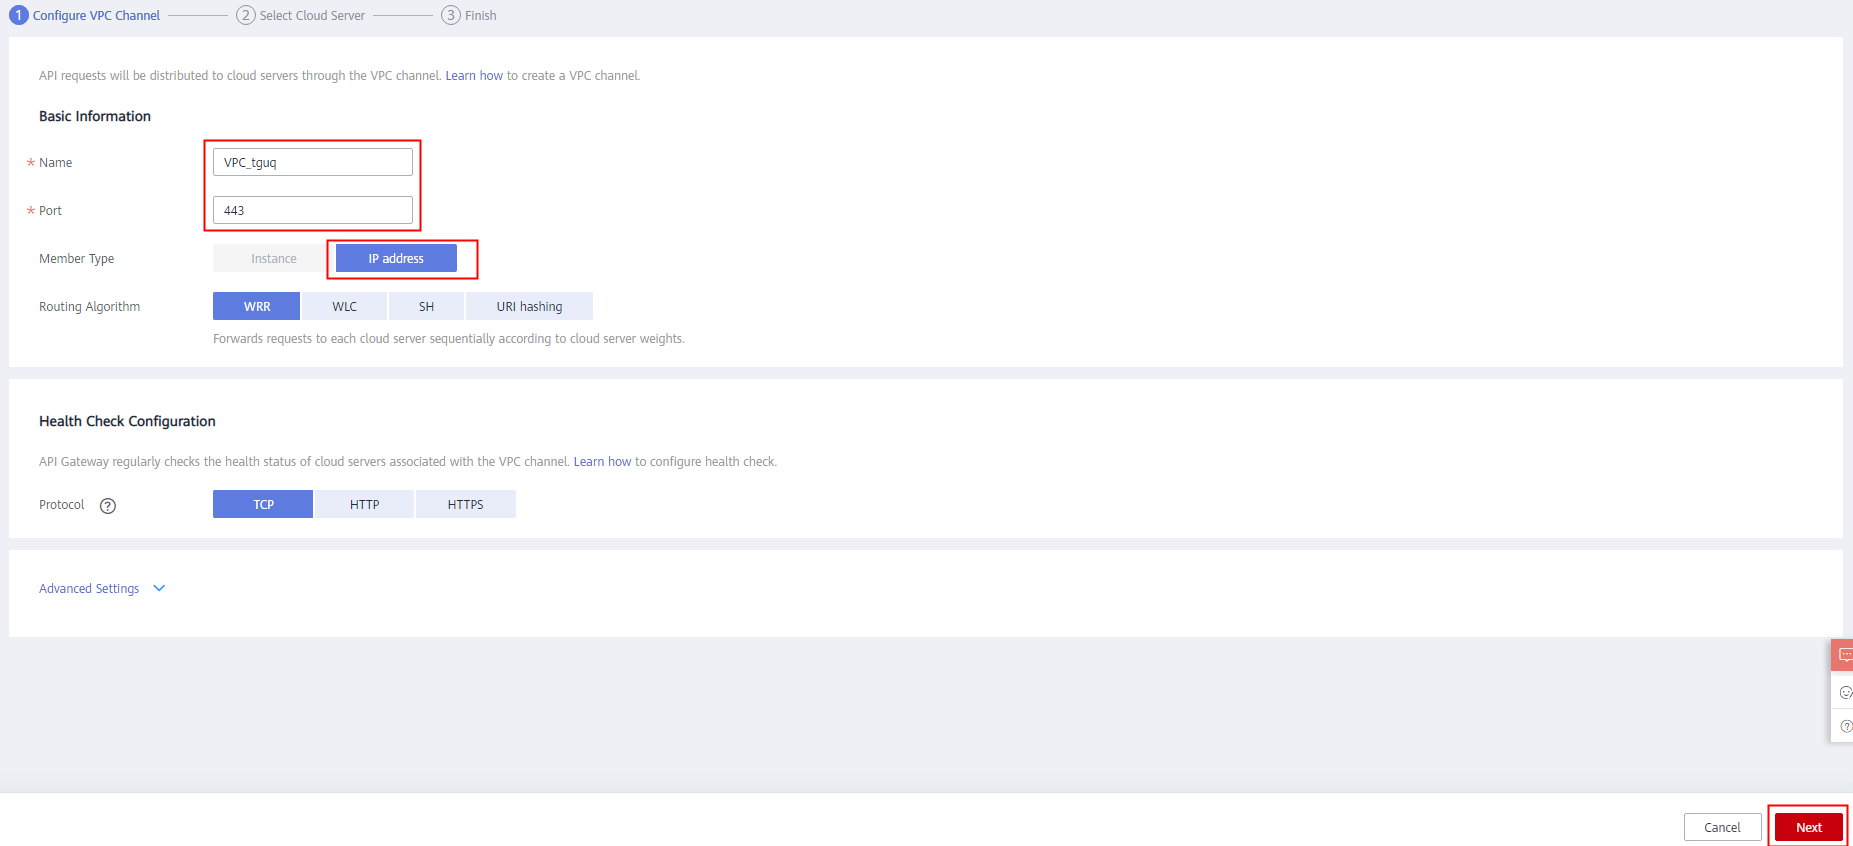 1 Configure VPC Channel 2 Select Cloud Server 3 Finish
API requests will be distributed to cloud servers through the VPC channel. Learn how to create a VPC channel.
Basic Information
* Name VPC_tguq
* Port 443
Member Type Instance IP address
Routing Algorithm WRR WLC SH URI hashing
Forwards requests to each cloud server sequentially according to cloud server weights.
Health Check Configuration
API Gateway regularly checks the health status of cloud servers associated with the VPC channel. Learn how to configure health check.
Protocol ? TCP HTTP HTTPS
Advanced Settings
?
Cancel Next